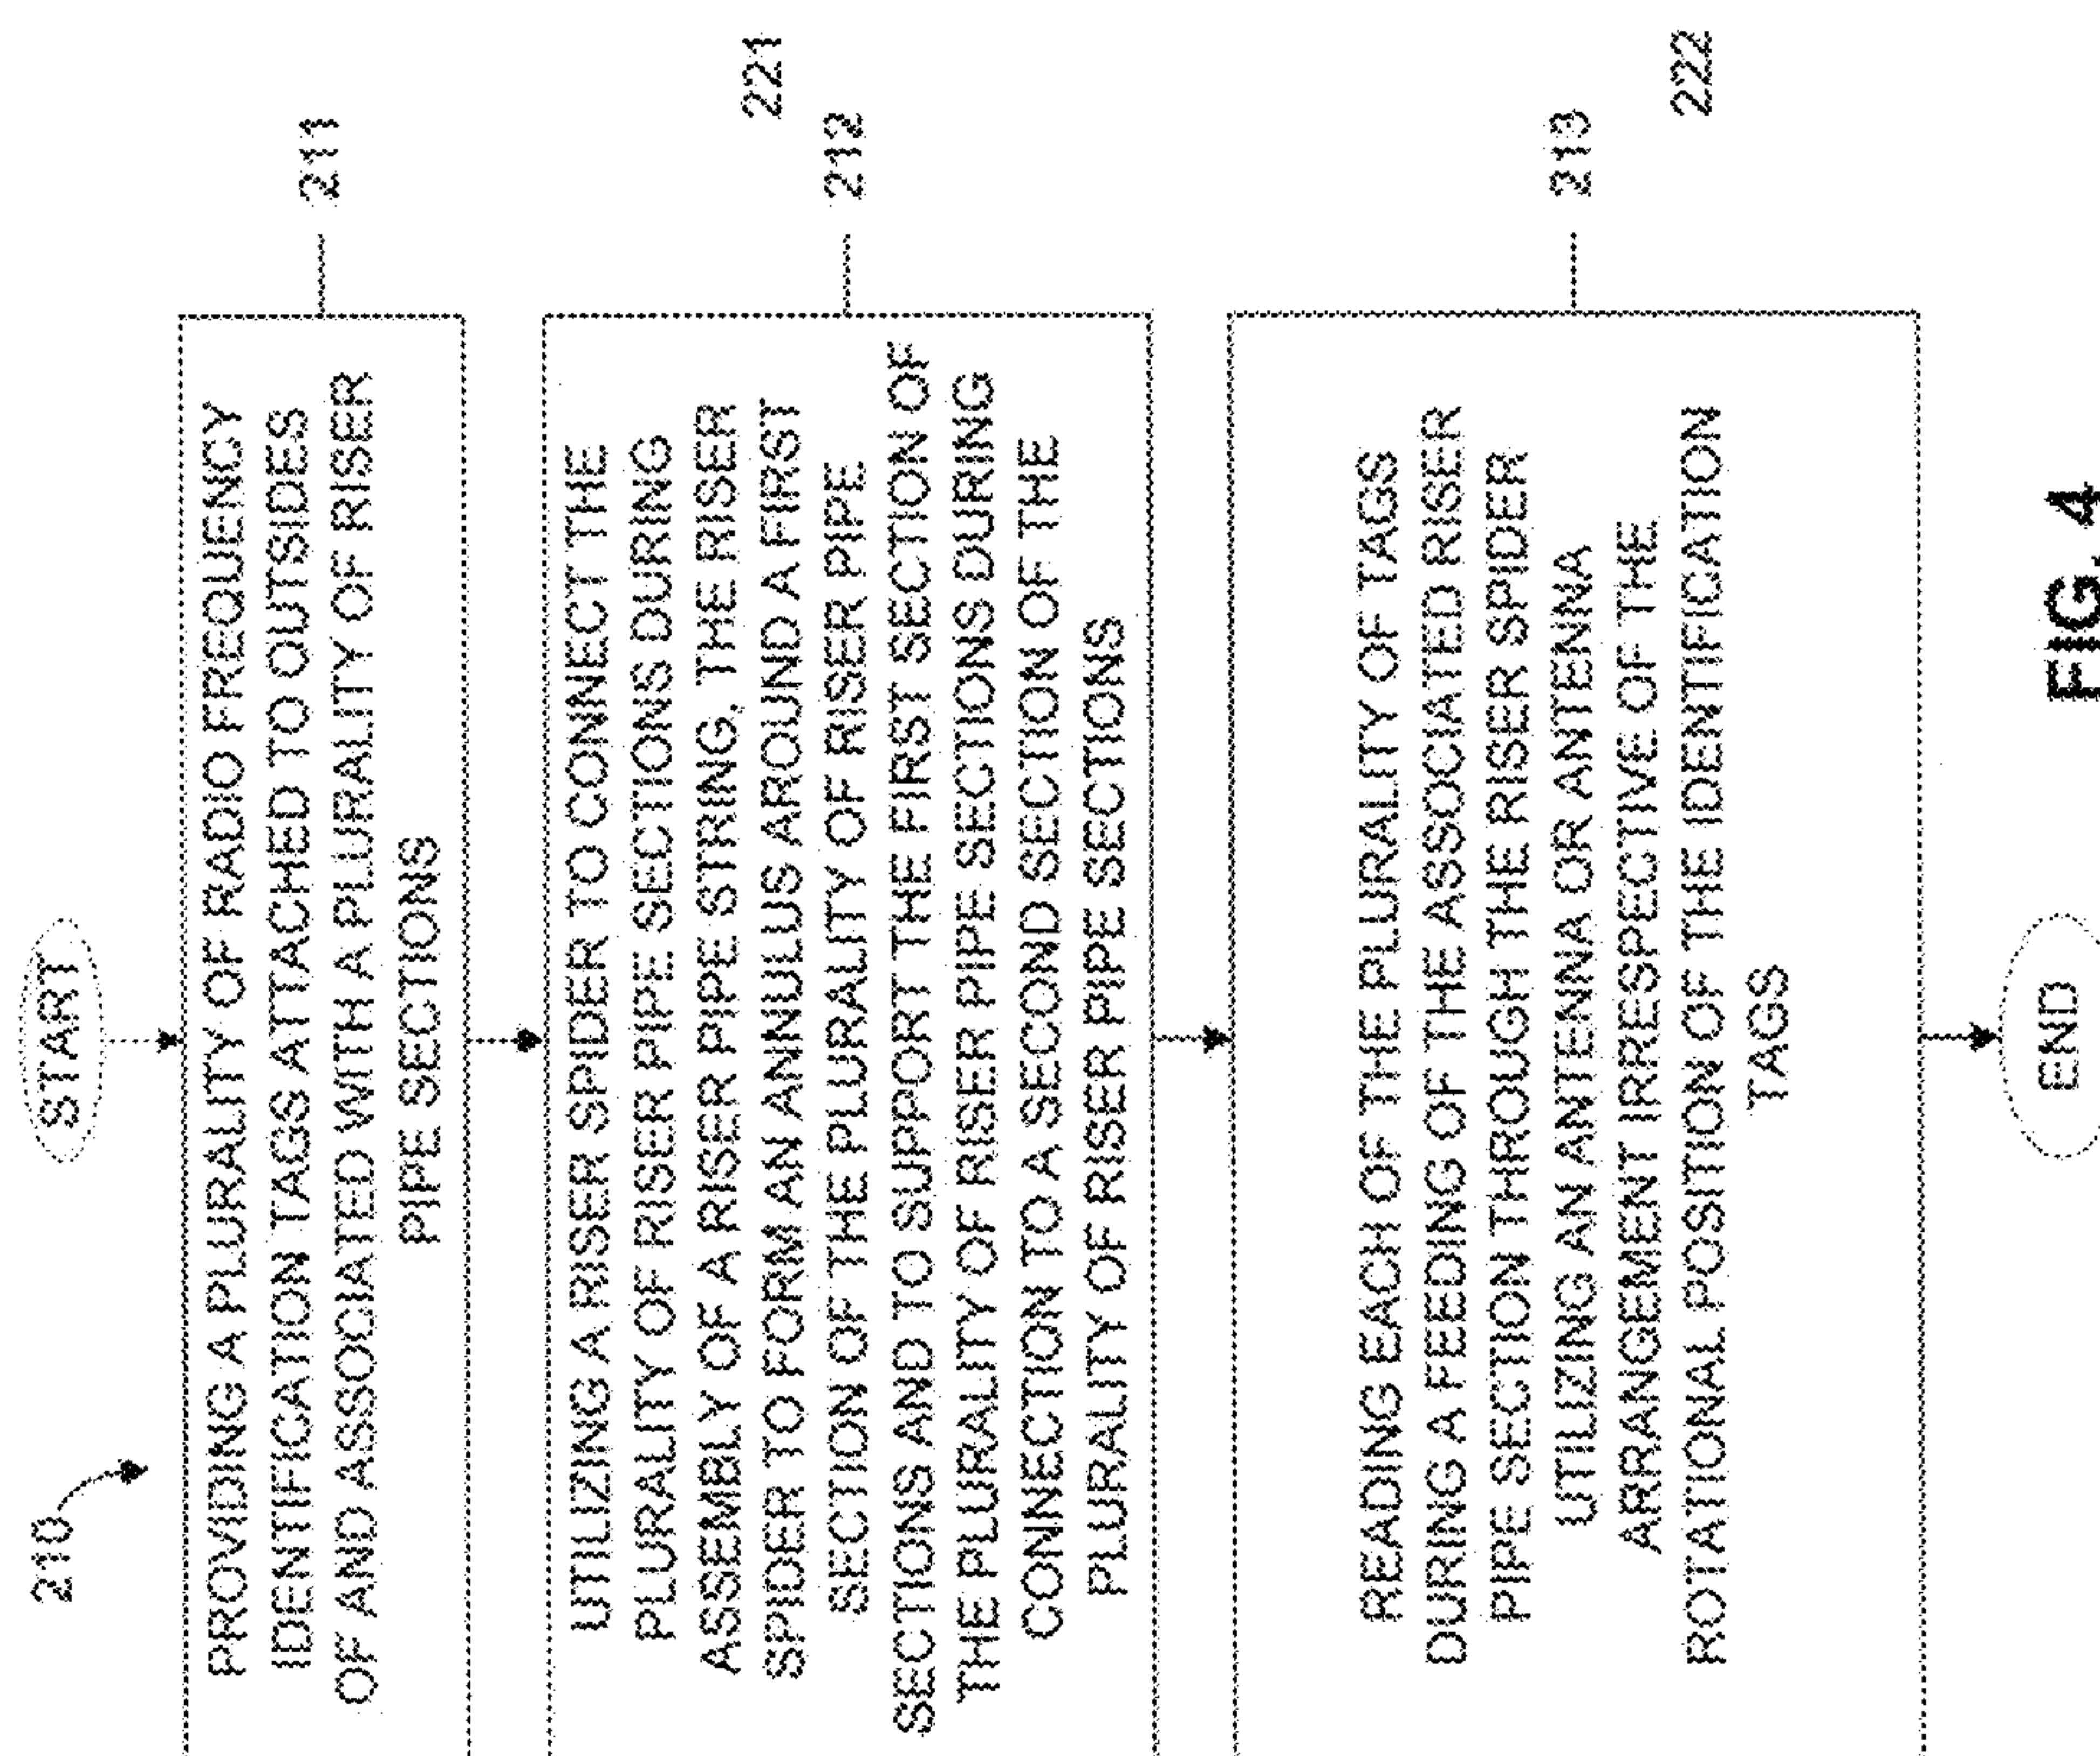 210
START
PROVIDING A PLURALITY OF RADIO FREQUENCY
IDENTIFICATION TAGS ATTACHED TO OUTSIDES
OF AND ASSOCIATED WITH A PLURALITY OF RISER
PIPE SECTIONS
211
221
UTILIZING A RISER SPIDER TO CONNECT THE
PLURALITY OF RISER PIPE SECTIONS DURING
ASSEMBLY OF A RISER PIPE STRING, THE RISER
SPIDER TO FORM AN ANNULUS AROUND A FIRST
SECTION OF THE PLURALITY OF RISER PIPE
SECTIONS AND TO SUPPORT THE FIRST SECTION OF
THE PLURALITY OF RISER PIPE SECTIONS DURING
CONNECTION TO A SECOND SECTION OF THE
PLURALITY OF RISER PIPE SECTIONS
212
READING EACH OF THE PLURALITY OF TAGS
DURING A FEEDING OF THE ASSOCIATED RISER
PIPE SECTION THROUGH THE RISER SPIDER
UTILIZING AN ANTENNA OR ANTENNA
ARRANGEMENT IRRESPECTIVE OF THE
ROTATIONAL POSITION OF THE IDENTIFICATION
TAGS
213
222
END
FIG. 4